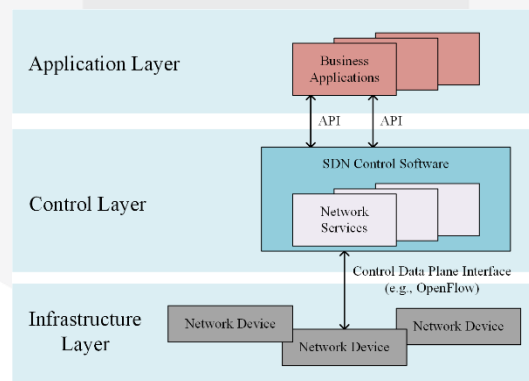 Application Layer
Business
Applications
API
API
SDN Control Software
Control Layer
Network
Services
Control Data Plane Interface
(e.g., OpenFlow)
Infrastructure
Layer
Network Device
Network Device
Network Device